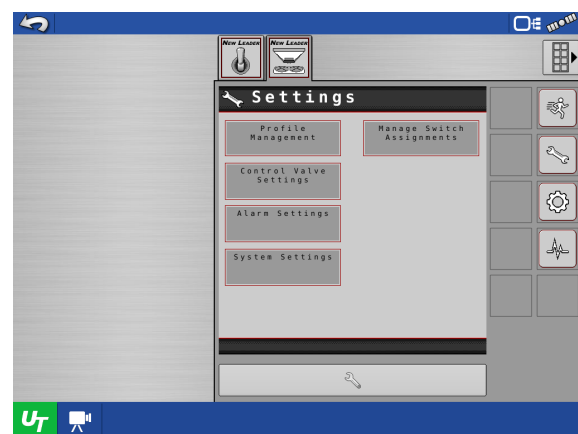 NEW LEADER
NEW LEADER
Settings
Profile
Management
Manage Switch
Assignments
Control Valve
Settings
Alarm Settings
System Settings
UT